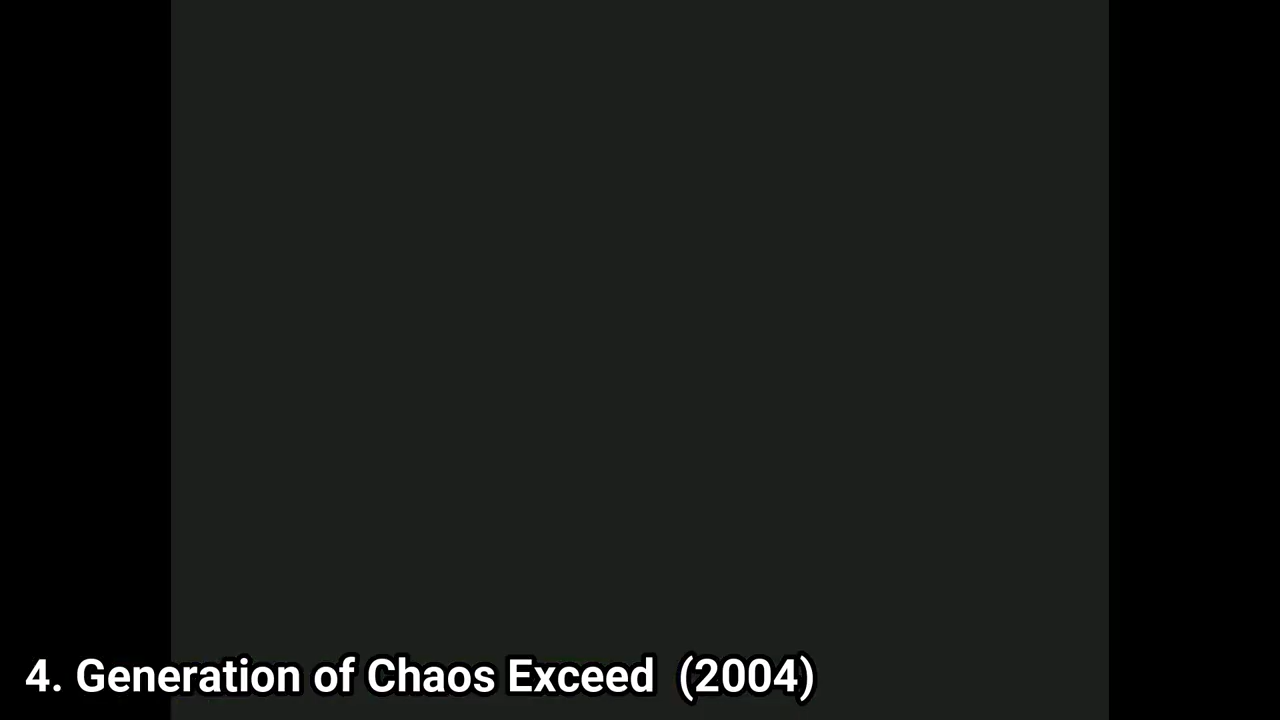 4. Generation of Chaos Exceed  (2004)